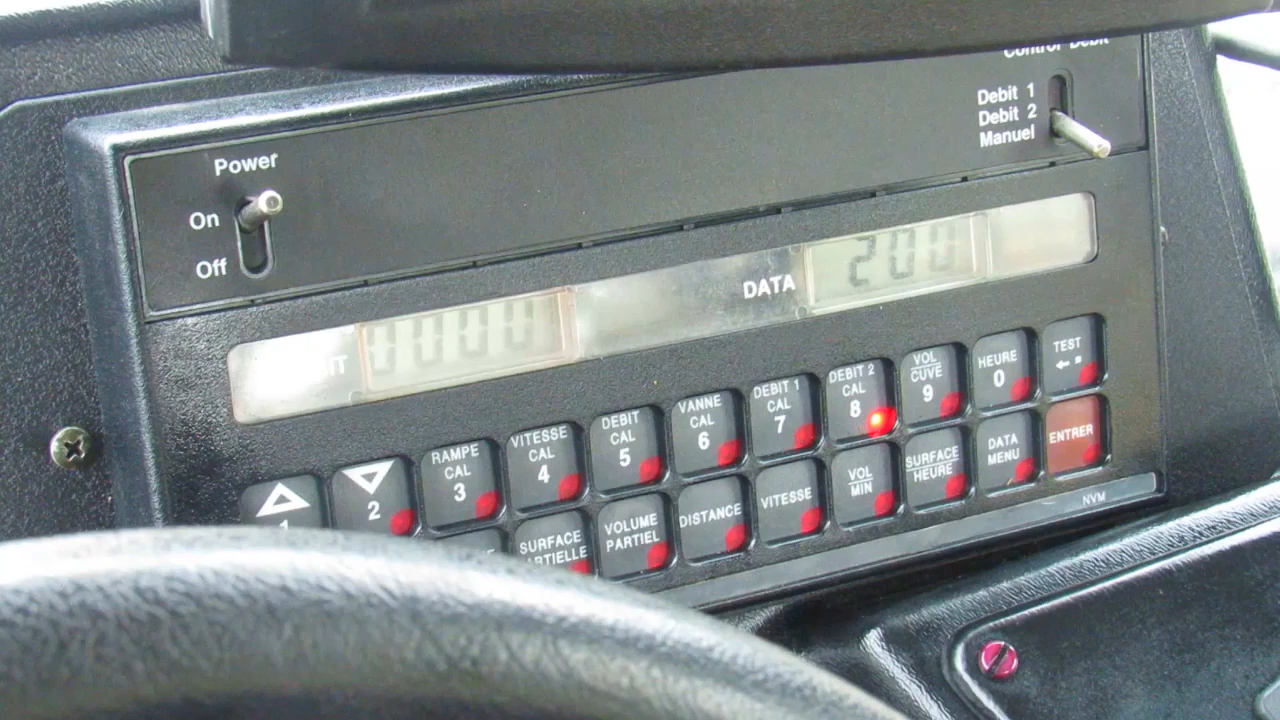 Control Debit
Debit 1
Debit 2
Manuel
Power
On
Off
0000
DATA
200
1
2
RAMPE
CAL
3
VITESSE
CAL
4
DEBIT
CAL
5
VANNE
CAL
6
DEBIT 1
CAL
7
DEBIT 2
CAL
8
VOL
CUVE
9
HEURE
0
TEST
SURFACE
VOLUME
PARTIEL
DISTANCE
VITESSE
VOL
MIN
SURFACE
HEURE
DATA
MENU
ENTRER
NVM